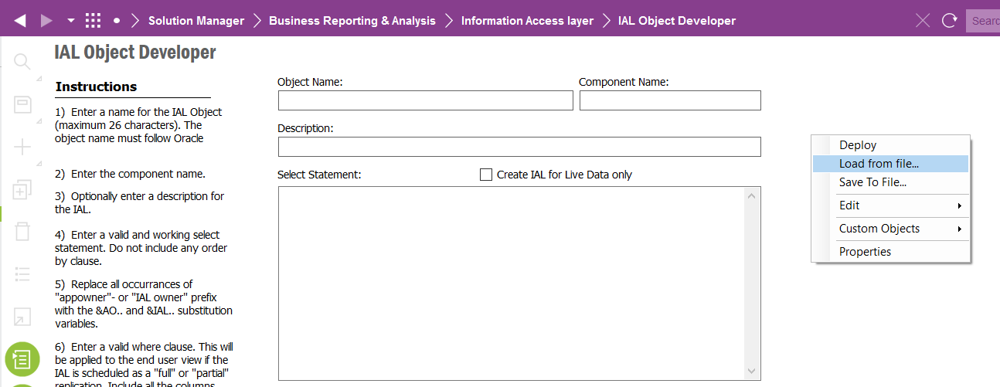 Solution Manager Business Reporting & Analysis Information Access layer IAL Object Developer Searc
IAL Object Developer
Instructions
1) Enter a name for the IAL Object
(maximum 26 characters). The
object name must follow Oracle
2) Enter the component name.
3) Optionally enter a description for
the IAL.
4) Enter a valid and working select
statement. Do not include any order
by clause.
5) Replace all occurrances of
"appowner"- or "IAL owner" prefix
with the &AO.. and &IAL.. substitution
variables.
6) Enter a valid where clause. This will
be applied to the end user view if the
IAL is scheduled as a "full" or "partial"
replication. Include all the columns
Object Name: Component Name:
Description:
Select Statement: Create IAL for Live Data only
Deploy
Load from file...
Save To File...
Edit
Custom Objects
Properties